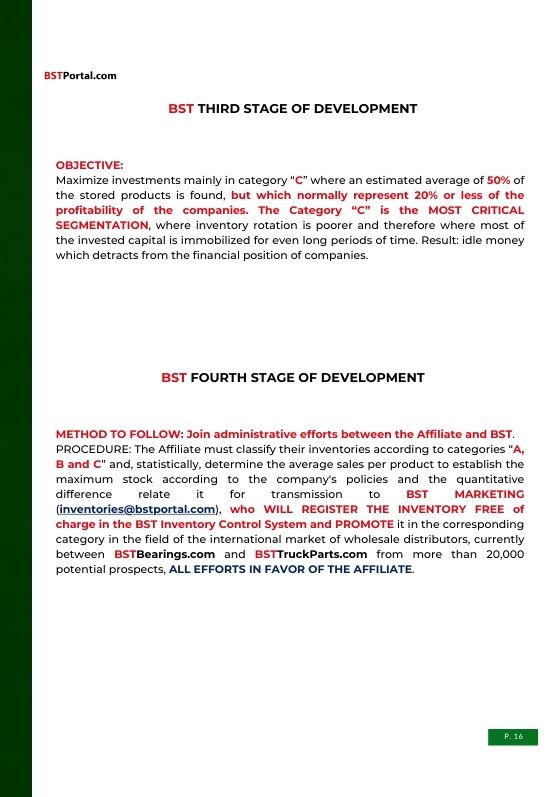 BSTPortal.com
BST THIRD STAGE OF DEVELOPMENT
OBJECTIVE:
Maximize investments mainly in category “C” where an estimated average of 50% of
the stored products is found, but which normally represent 20% or less of the
profitability of the companies. The Category “C” is the MOST CRITICAL
SEGMENTATION, where inventory rotation is poorer and therefore where most of
the invested capital is immobilized for even long periods of time. Result: idle money
which detracts from the financial position of companies.
BST FOURTH STAGE OF DEVELOPMENT
METHOD TO FOLLOW: Join administrative efforts between the Affiliate and BST.
PROCEDURE: The Affiliate must classify their inventories according to categories “A,
B and C” and, statistically, determine the average sales per product to establish the
maximum stock according to the company's policies and the quantitative
difference relate it for transmission to BST MARKETING
(inventories@bstportal.com), who WILL REGISTER THE INVENTORY FREE of
charge in the BST Inventory Control System and PROMOTE it in the corresponding
category in the field of the international market of wholesale distributors, currently
between BSTBearings.com and BSTTruckParts.com from more than 20,000
potential prospects, ALL EFFORTS IN FAVOR OF THE AFFILIATE.
P. 16